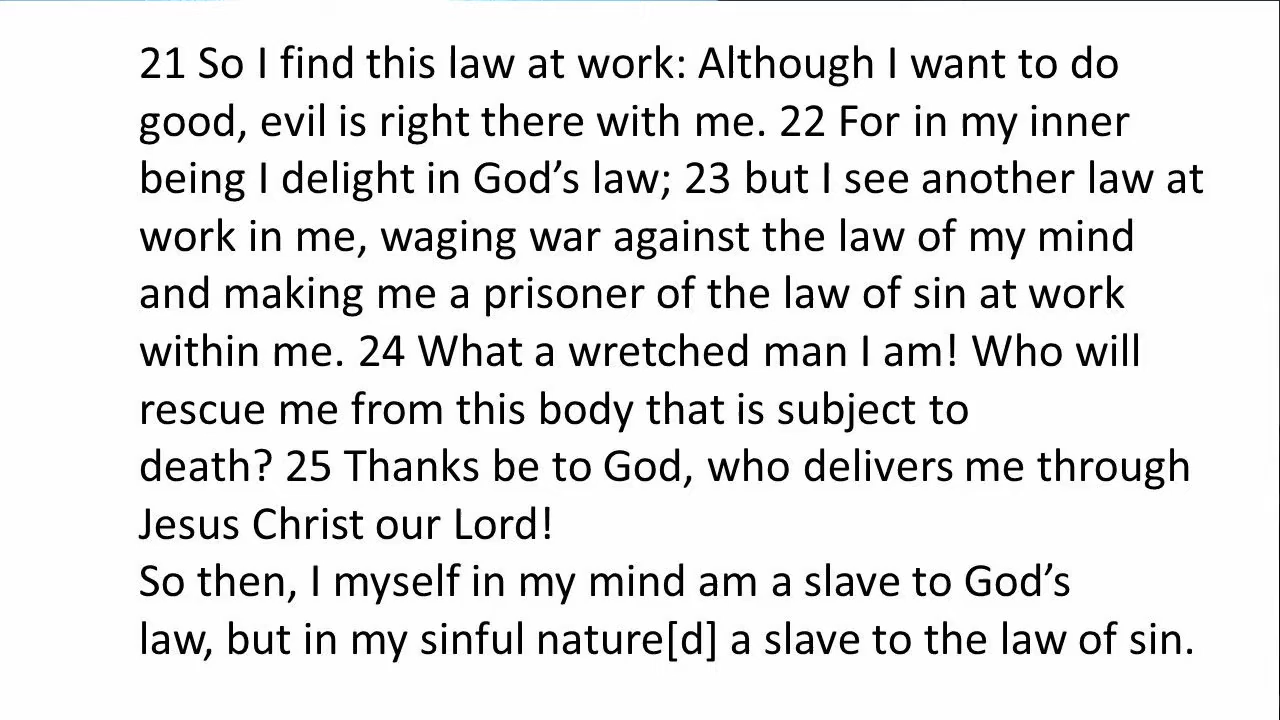 21 So I find this law at work: Although I want to do
good, evil is right there with me. 22 For in my inner
being I delight in God’s law; 23 but I see another law at
work in me, waging war against the law of my mind
and making me a prisoner of the law of sin at work
within me. 24 What a wretched man I am! Who will
rescue me from this body that is subject to
death? 25 Thanks be to God, who delivers me through
Jesus Christ our Lord!
So then, I myself in my mind am a slave to God’s
law, but in my sinful nature[d] a slave to the law of sin.